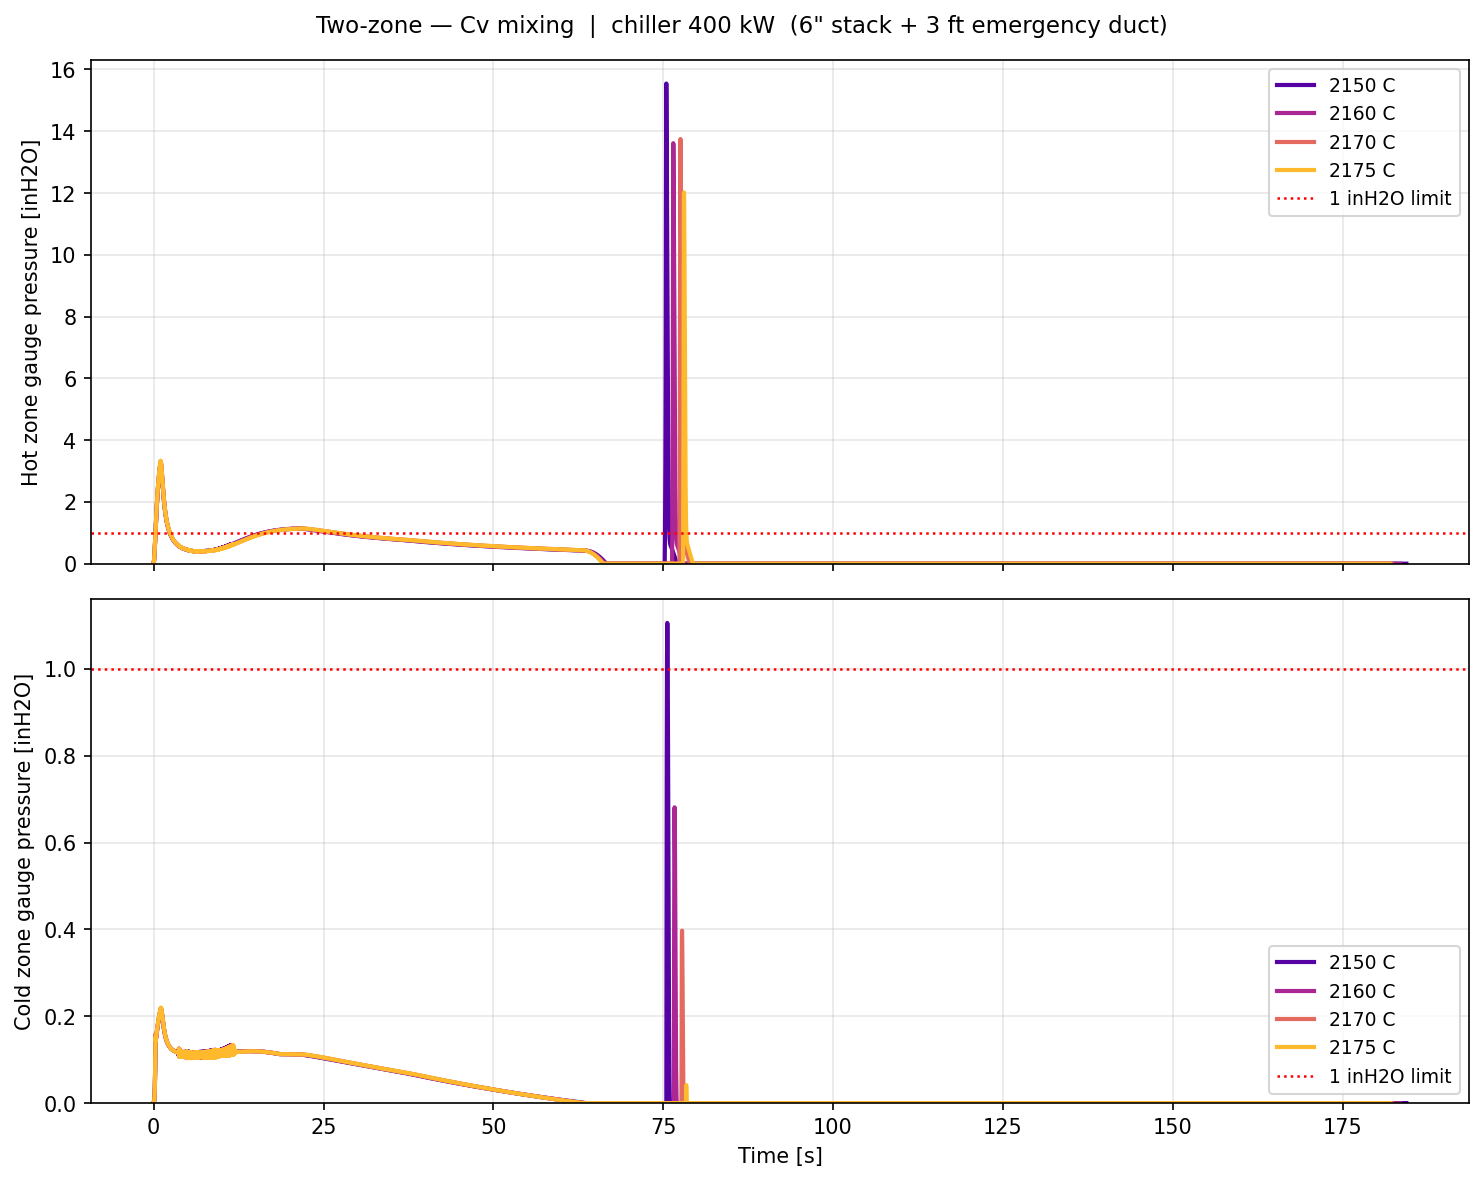 Two-zone — Cv mixing | chiller 400 kW (6" stack + 3 ft emergency duct)
Hot zone gauge pressure [inH2O]
16
14
12
10
8
6
4
2
0
2150 C
2160 C
2170 C
2175 C
1 inH2O limit
Cold zone gauge pressure [inH2O]
1.0
0.8
0.6
0.4
0.2
0.0
2150 C
2160 C
2170 C
2175 C
1 inH2O limit
0 25 50 75 100 125 150 175
Time [s]